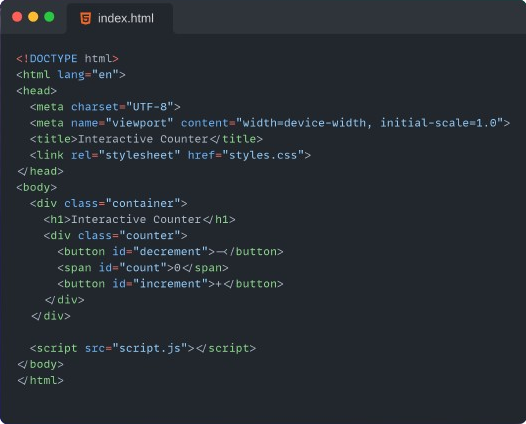 index.html
<!DOCTYPE html>
<html lang="en">
<head>
  <meta charset="UTF-8">
  <meta name="viewport" content="width=device-width, initial-scale=1.0">
  <title>Interactive Counter</title>
  <link rel="stylesheet" href="styles.css">
</head>
<body>
  <div class="container">
    <h1>Interactive Counter</h1>
    <div class="counter">
      <button id="decrement">-</button>
      <span id="count">0</span>
      <button id="increment">+</button>
    </div>
  </div>

  <script src="script.js"></script>
</body>
</html>